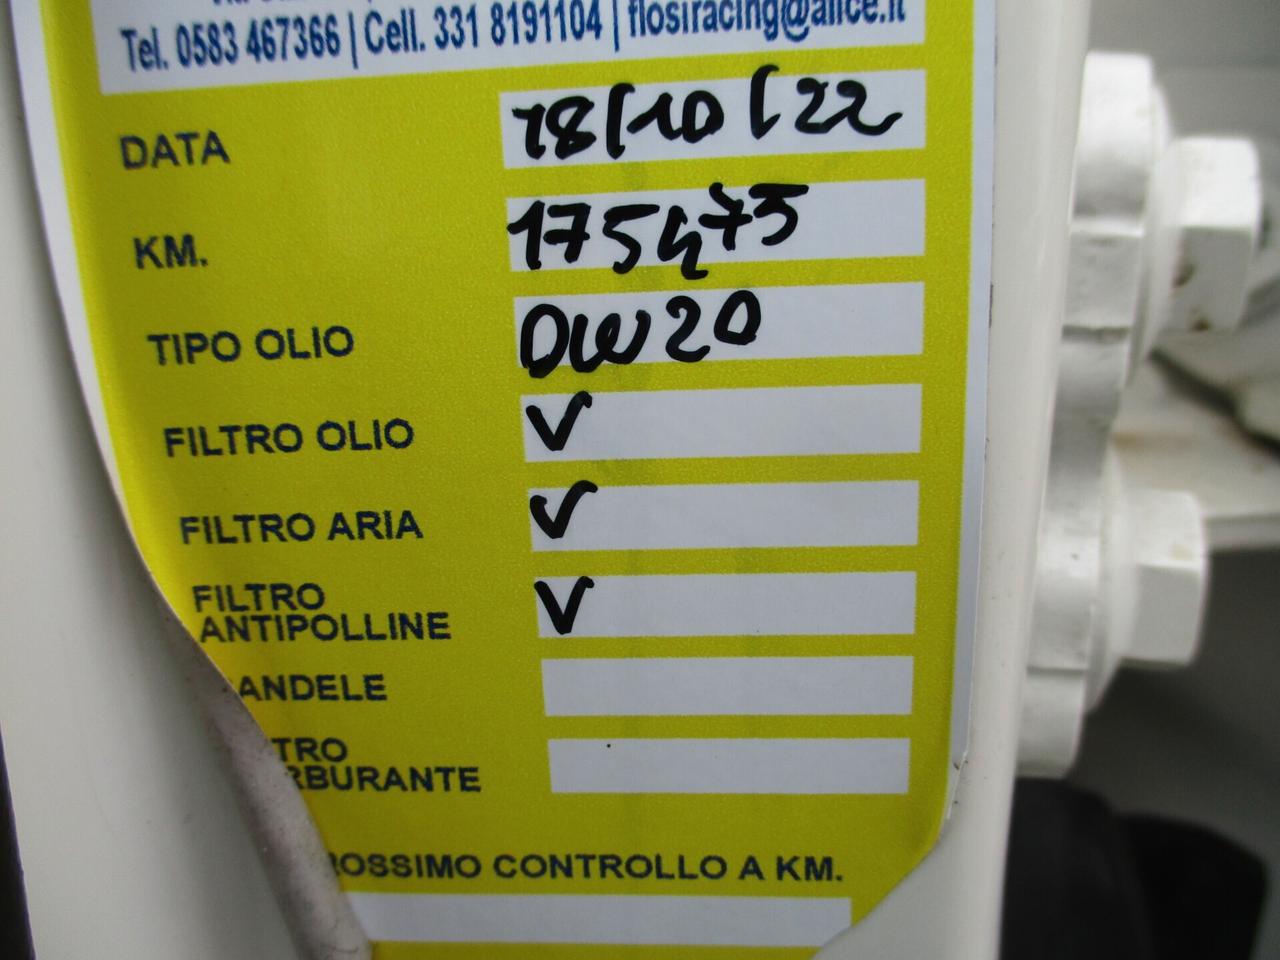 Tel. 0583 467366 | Cell. 331 8191104 | flosiracing@alice.it
DATA 18/10/22
KM. 175473
TIPO OLIO 0W20
FILTRO OLIO V
FILTRO ARIA V
FILTRO
ANTIPOLLINE V
ANDELE
TRO
RBURANTE
ROSSIMO CONTROLLO A KM.